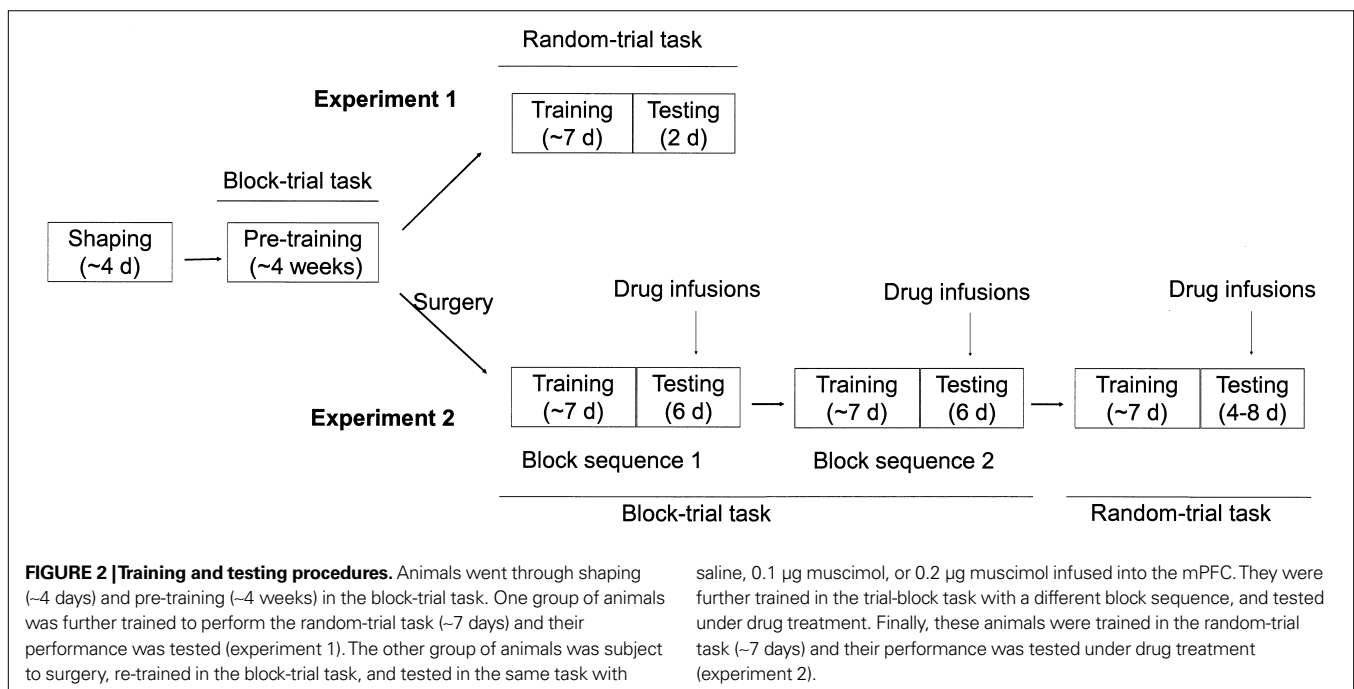 Random-trial task
Experiment 1
Training
(~7 d)
Testing
(2 d)
Block-trial task
Shaping
(~4 d)
Pre-training
(~4 weeks)
Surgery
Drug infusions
Drug infusions
Drug infusions
Experiment 2
Training
(~7 d)
Testing
(6 d)
Training
(~7 d)
Testing
(6 d)
Training
(~7 d)
Testing
(4-8 d)
Block sequence 1
Block sequence 2
Block-trial task
Random-trial task
FIGURE 2 | Training and testing procedures. Animals went through shaping
(~4 days) and pre-training (~4 weeks) in the block-trial task. One group of animals
was further trained to perform the random-trial task (~7 days) and their
performance was tested (experiment 1). The other group of animals was subject
to surgery, re-trained in the block-trial task, and tested in the same task with
saline, 0.1 μg muscimol, or 0.2 μg muscimol infused into the mPFC. They were
further trained in the trial-block task with a different block sequence, and tested
under drug treatment. Finally, these animals were trained in the random-trial
task (~7 days) and their performance was tested under drug treatment
(experiment 2).